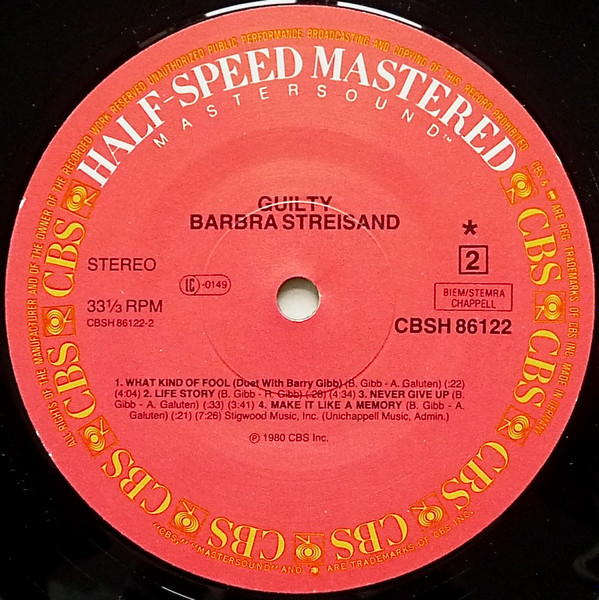 ALL RIGHTS OF THE MANUFACTURER AND OF THE OWNER OF THE RECORDED WORK RESERVED UNAUTHORIZED PUBLIC PERFORMANCE BROADCASTING AND COPYING OF THIS RECORD PROHIBITED
CBS & ARE REG. TRADEMARKS OF CBS INC. MADE IN
HALF-SPEED MASTERED
MASTERSOUND™
GUILTY
BARBRA STREISAND
*
STEREO
LC -0149
2
33⅓ RPM
BIEM/STEMRA
CHAPPELL
CBSH 86122-2
CBSH 86122
1. WHAT KIND OF FOOL (Duet With Barry Gibb) (B. Gibb - A. Galuten) (:22)
(4:04) 2. LIFE STORY (B. Gibb - R. Gibb) (:28) (4:34) 3. NEVER GIVE UP (B.
Gibb - A. Galuten) (:33) (3:41) 4. MAKE IT LIKE A MEMORY (B. Gibb - A.
Galuten) (:21) (7:26) Stigwood Music, Inc. (Unichappell Music, Admin.)
℗ 1980 CBS Inc.
CBS CBS CBS CBS CBS CBS CBS CBS
"CBS," "MASTERSOUND" AND ARE TRADEMARKS OF CBS INC.